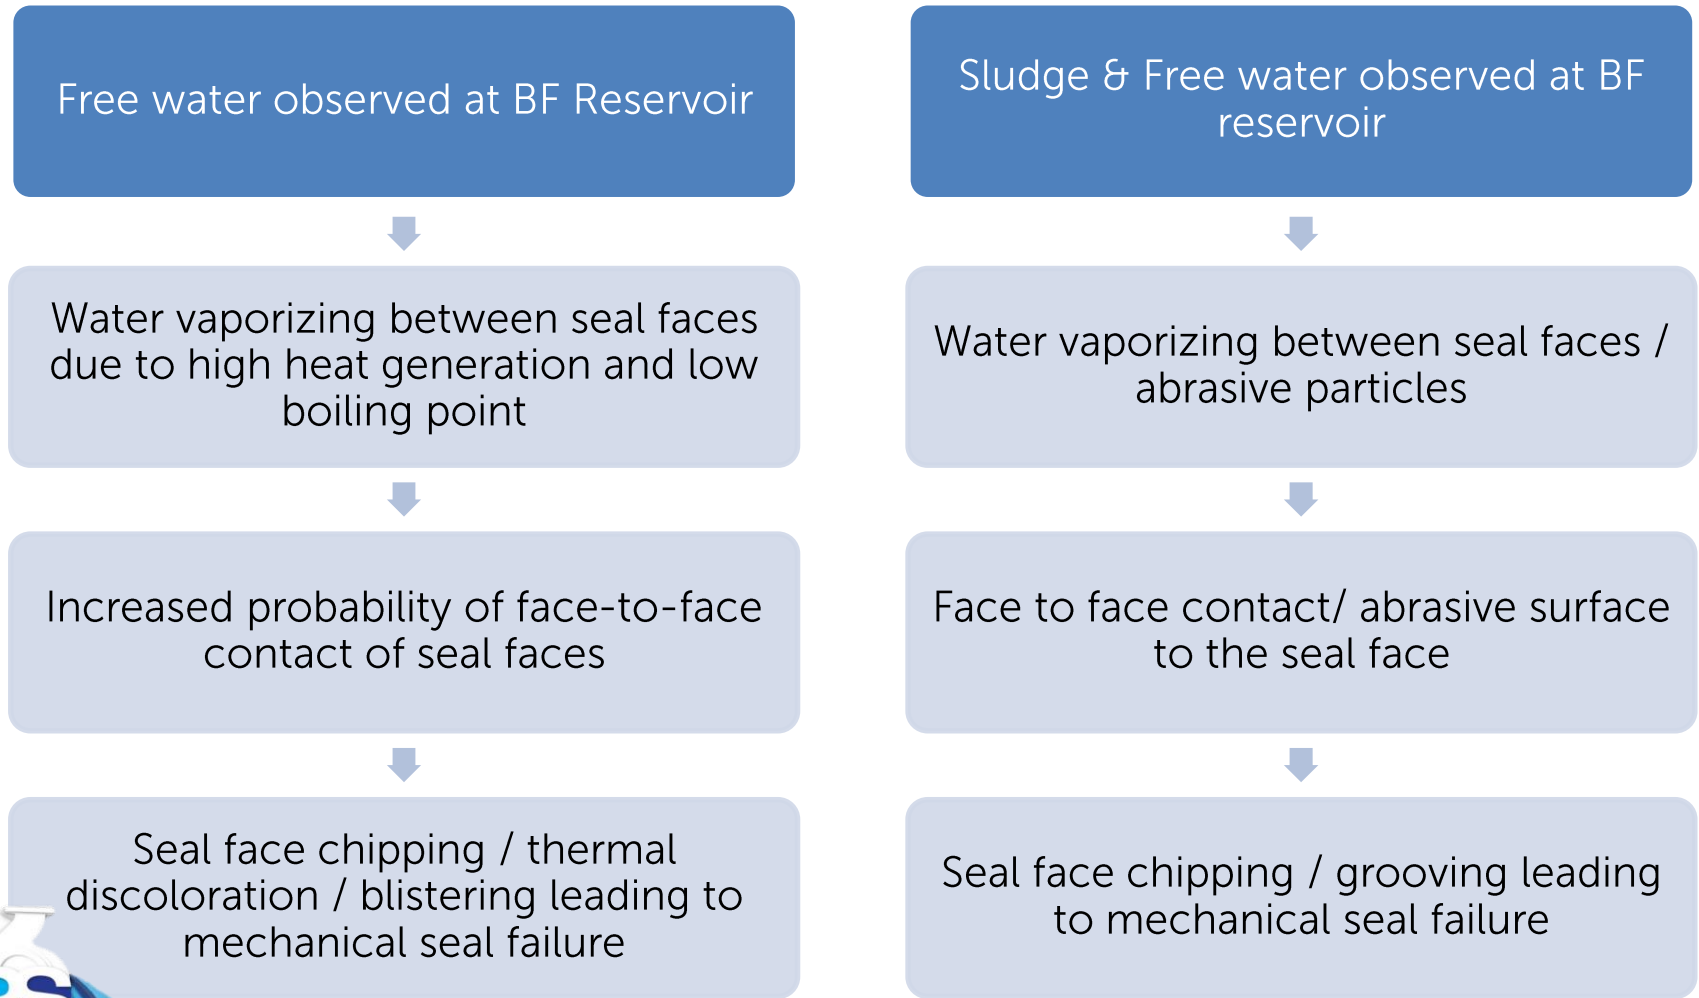 Free water observed at BF Reservoir
Water vaporizing between seal faces
due to high heat generation and low
boiling point
Increased probability of face-to-face
contact of seal faces
Seal face chipping / thermal
discoloration / blistering leading to
mechanical seal failure
Sludge & Free water observed at BF
reservoir
Water vaporizing between seal faces /
abrasive particles
Face to face contact/ abrasive surface
to the seal face
Seal face chipping / grooving leading
to mechanical seal failure